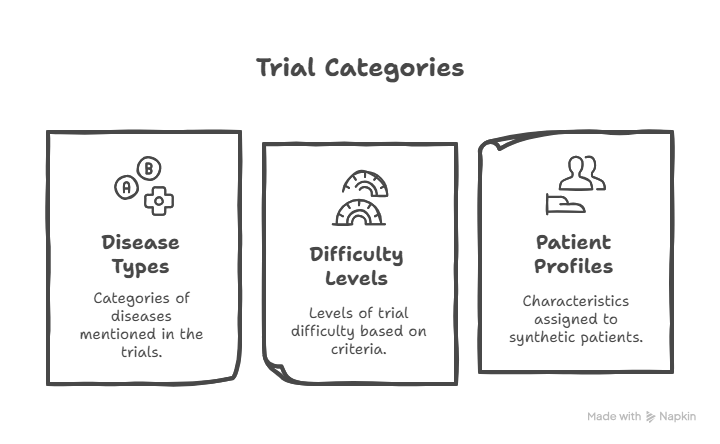 Trial Categories
A
B
Disease
Types
Categories of
diseases
mentioned in the
trials.
Difficulty
Levels
Levels of trial
difficulty based on
criteria.
Patient
Profiles
Characteristics
assigned to
synthetic patients.
Made with Napkin